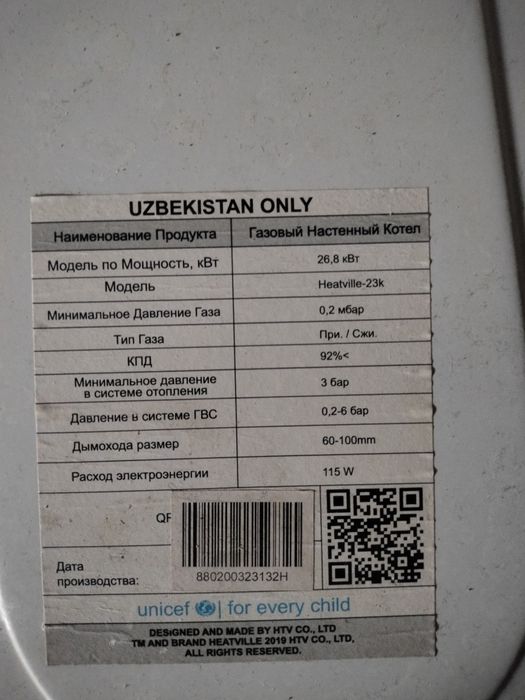 UZBEKISTAN ONLY
Наименование Продукта Газовый Настенный Котел
Модель по Мощность, кВт 26,8 кВт
Модель Heatville-23k
Минимальное Давление Газа 0,2 мбар
Тип Газа При. / Сжи.
КПД 92%<
Минимальное давление
в системе отопления 3 бар
Давление в системе ГВС 0,2-6 бар
Дымохода размер 60-100mm
Расход электроэнергии 115 W
880200323132H
Дата
производства:
unicef | for every child
DESIGNED AND MADE BY HTV CO., LTD
TM AND BRAND HEATVILLE 2019 HTV CO., LTD,
ALL RIGHTS RESERVED.